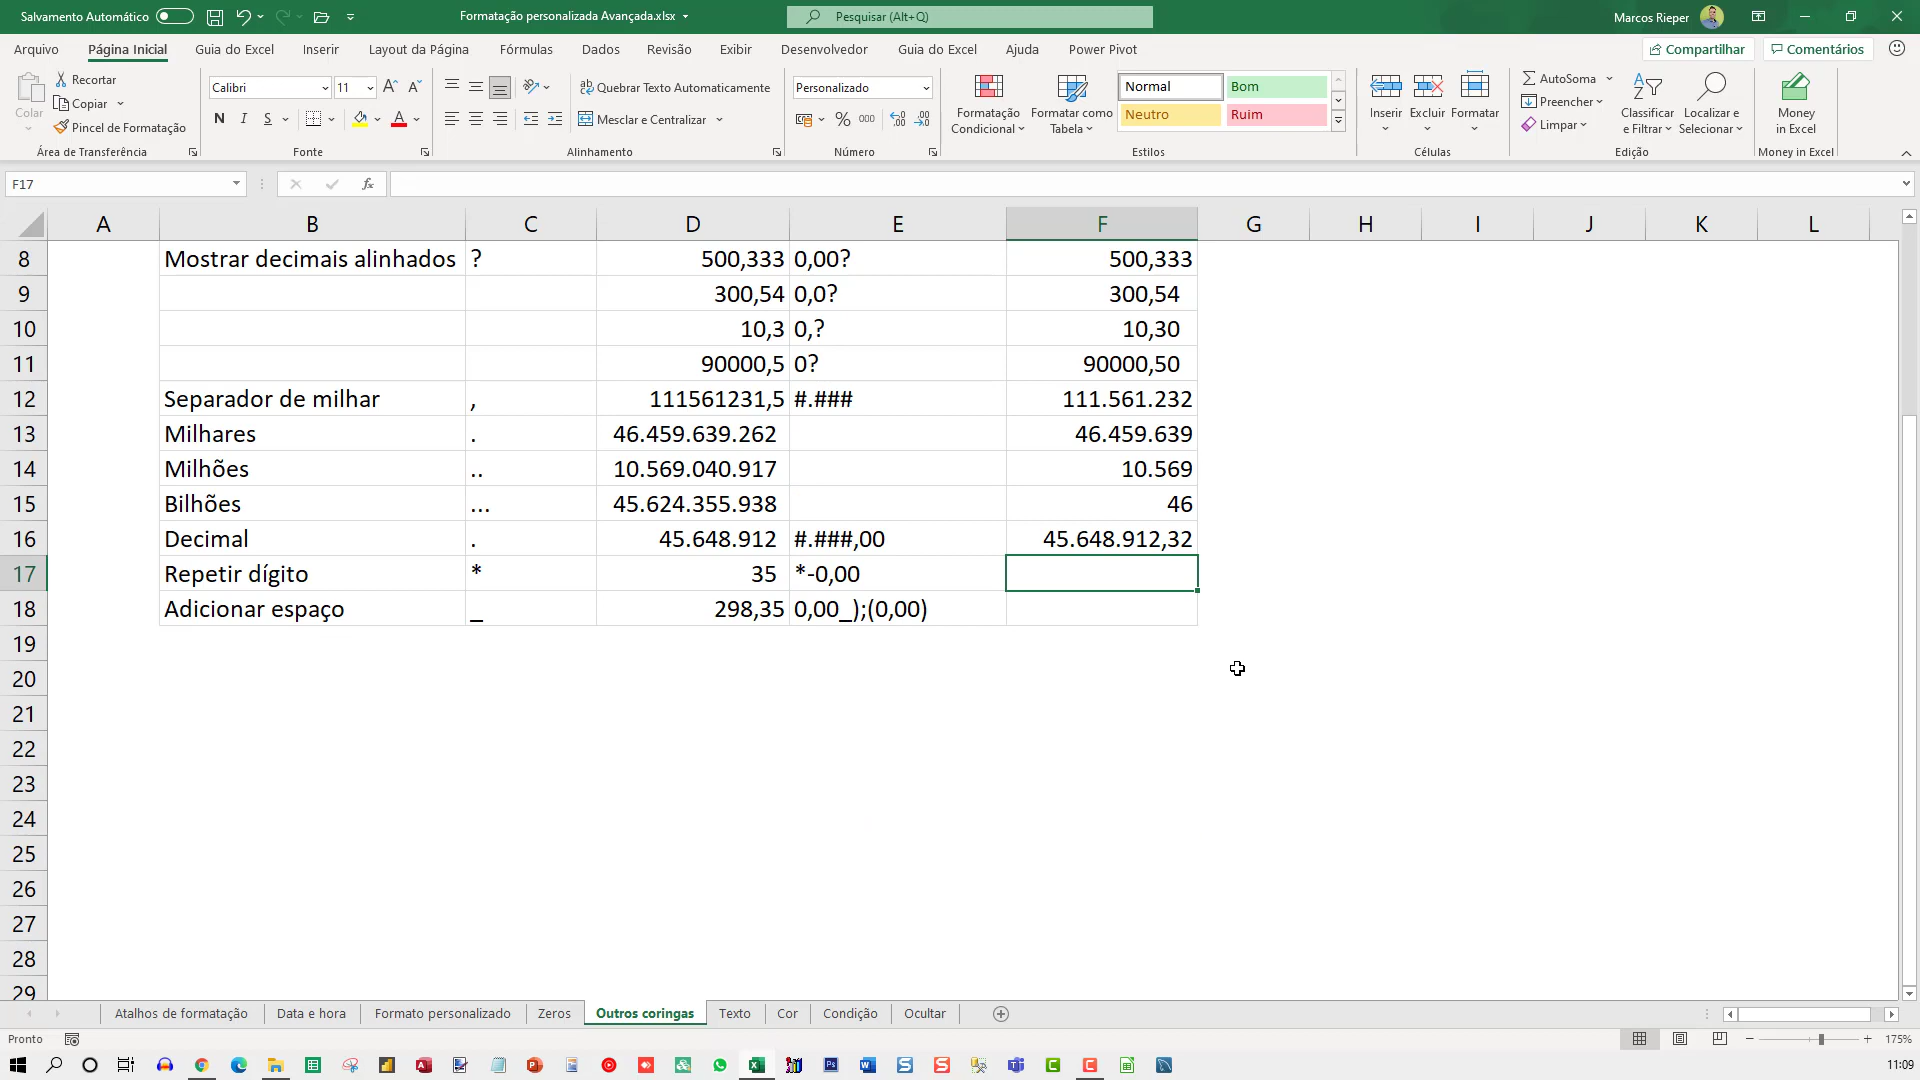 Salvamento Automático
Formatação personalizada Avançada.xlsx
Pesquisar (Alt+Q)
Marcos Rieper
Arquivo
Página Inicial
Guia do Excel
Inserir
Layout da Página
Fórmulas
Dados
Revisão
Exibir
Desenvolvedor
Guia do Excel
Ajuda
Power Pivot
Compartilhar
Comentários
Colar
Recortar
Copiar
Pincel de Formatação
Área de Transferência
Calibri
11
N I S
Fonte
Quebrar Texto Automaticamente
Mesclar e Centralizar
Alinhamento
Personalizado
% 000
Número
Formatação
Condicional
Formatar como
Tabela
Normal
Bom
Neutro
Ruim
Estilos
Inserir
Excluir
Formatar
Células
AutoSoma
Preencher
Limpar
Classificar
e Filtrar
Localizar e
Selecionar
Edição
Money
in Excel
Money in Excel
F17
fx
A B C D E F G H I J K L
8 Mostrar decimais alinhados ? 500,333 0,00? 500,333
9 300,54 0,0? 300,54
10 10,3 0,? 10,30
11 90000,5 0? 90000,50
12 Separador de milhar , 111561231,5 #.### 111.561.232
13 Milhares . 46.459.639.262 46.459.639
14 Milhões .. 10.569.040.917 10.569
15 Bilhões ... 45.624.355.938 46
16 Decimal . 45.648.912 #.###,00 45.648.912,32
17 Repetir dígito * 35 *-0,00
18 Adicionar espaço _ 298,35 0,00_);(0,00)
19
20
21
22
23
24
25
26
27
28
29
Atalhos de formatação
Data e hora
Formato personalizado
Zeros
Outros coringas
Texto
Cor
Condição
Ocultar
Pronto
175%
11:09